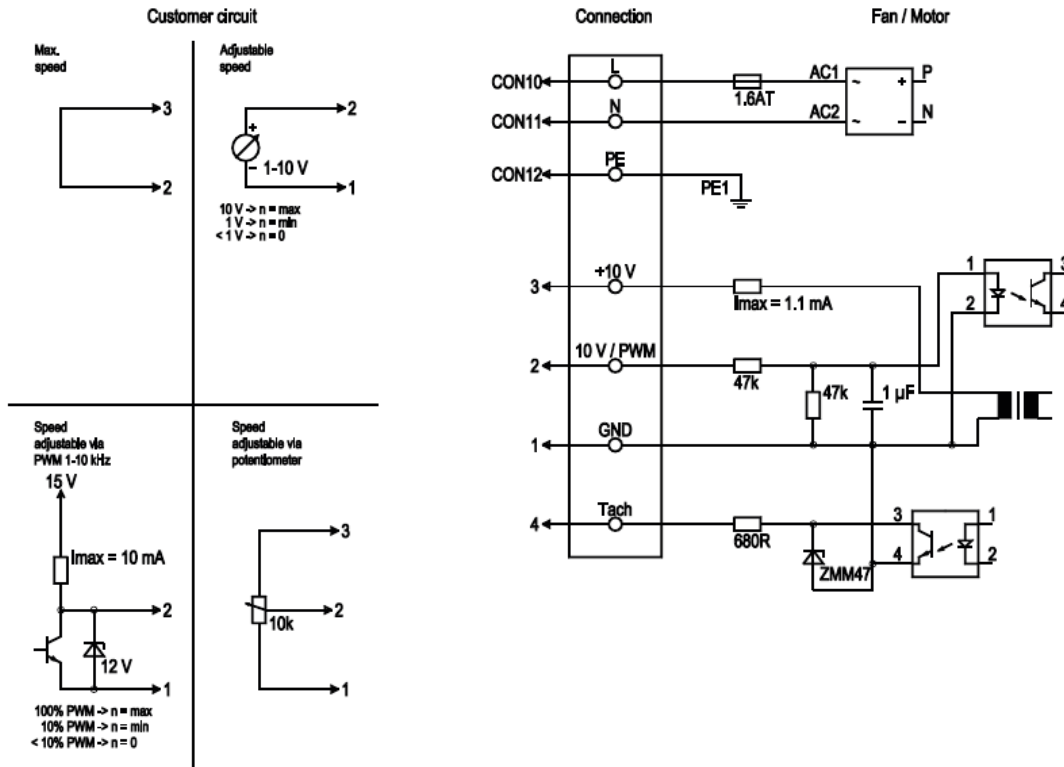 Customer circuit
Max.
speed
3
2
Adjustable
speed
2
+
1-10 V
–
1
10 V -> n = max
1 V -> n = min
< 1 V -> n = 0
Speed
adjustable via
PWM 1-10 kHz
15 V
Imax = 10 mA
2
12 V
1
100% PWM -> n = max
10% PWM -> n = min
< 10% PWM -> n = 0
Speed
adjustable via
potentiometer
3
2
10k
1
Connection
Fan / Motor
CON10
L
1.6AT
AC1
~
+
P
CON11
N
AC2
~
–
N
CON12
PE
PE1
3
+10 V
Imax = 1.1 mA
1
2
3
4
2
10 V / PWM
47k
47k
1 µF
1
GND
4
Tach
680R
ZMM47
3
4
1
2